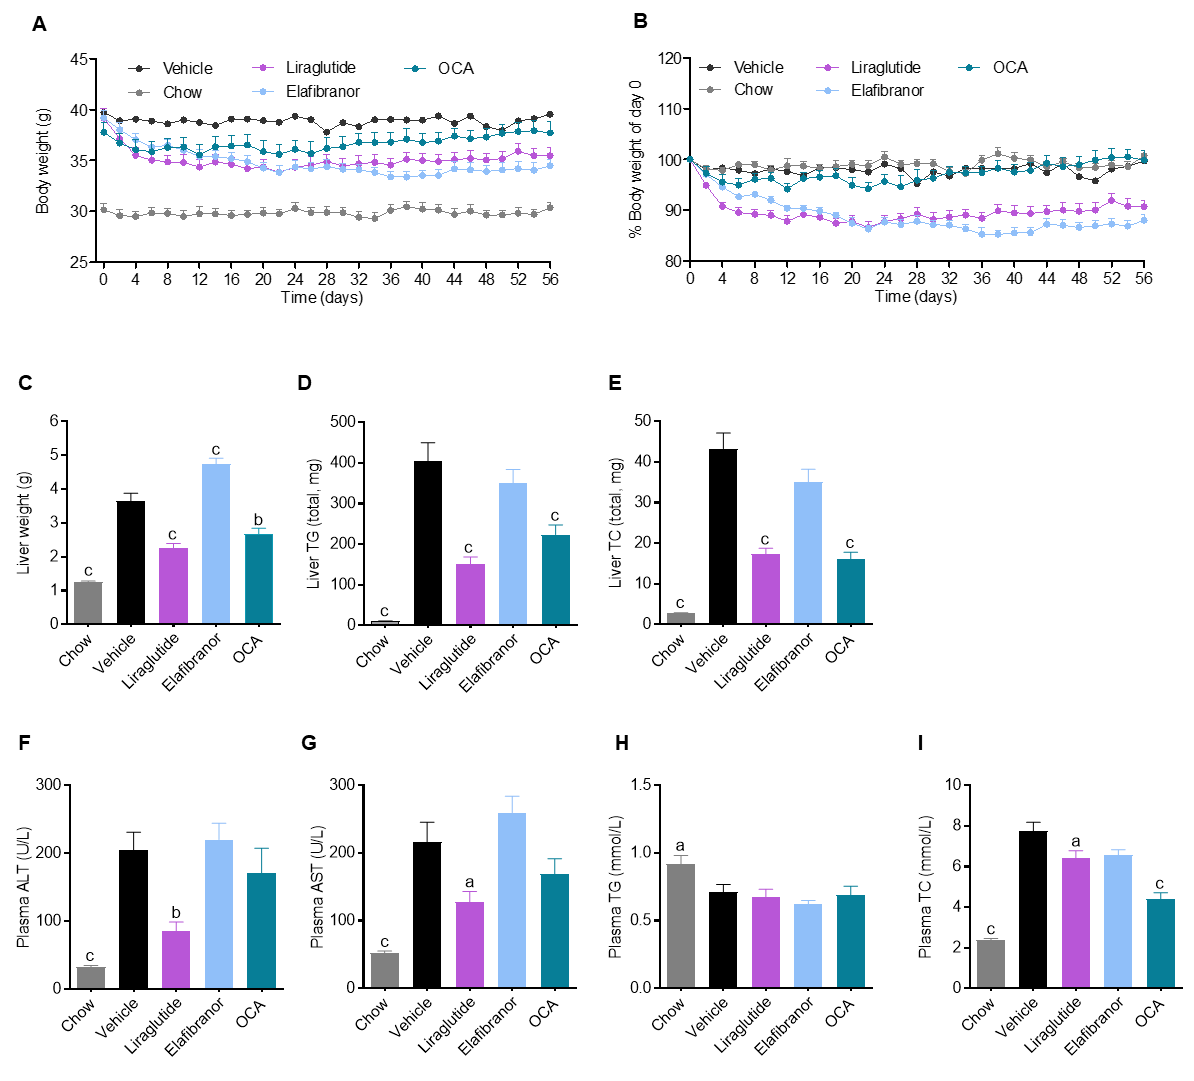 A
B
Body weight (g)
45
40
35
30
25
Vehicle
Liraglutide
OCA
Chow
Elafibranor
0 4 8 12 16 20 24 28 32 36 40 44 48 52 56
Time (days)
% Body weight of day 0
120
110
100
90
80
Vehicle
Liraglutide
OCA
Chow
Elafibranor
0 4 8 12 16 20 24 28 32 36 40 44 48 52 56
Time (days)
C
Liver weight (g)
6
5
4
3
2
1
0
c
c
c
b
Chow
Vehicle
Liraglutide
Elafibranor
OCA
D
Liver TG (total, mg)
500
400
300
200
100
0
c
c
c
Chow
Vehicle
Liraglutide
Elafibranor
OCA
E
Liver TC (total, mg)
50
40
30
20
10
0
c
c
c
Chow
Vehicle
Liraglutide
Elafibranor
OCA
F
Plasma ALT (U/L)
300
200
100
0
c
b
Chow
Vehicle
Liraglutide
Elafibranor
OCA
G
Plasma AST (U/L)
300
200
100
0
c
a
Chow
Vehicle
Liraglutide
Elafibranor
OCA
H
Plasma TG (mmol/L)
1.5
1.0
0.5
0.0
a
Chow
Vehicle
Liraglutide
Elafibranor
OCA
I
Plasma TC (mmol/L)
10
8
6
4
2
0
c
a
c
Chow
Vehicle
Liraglutide
Elafibranor
OCA